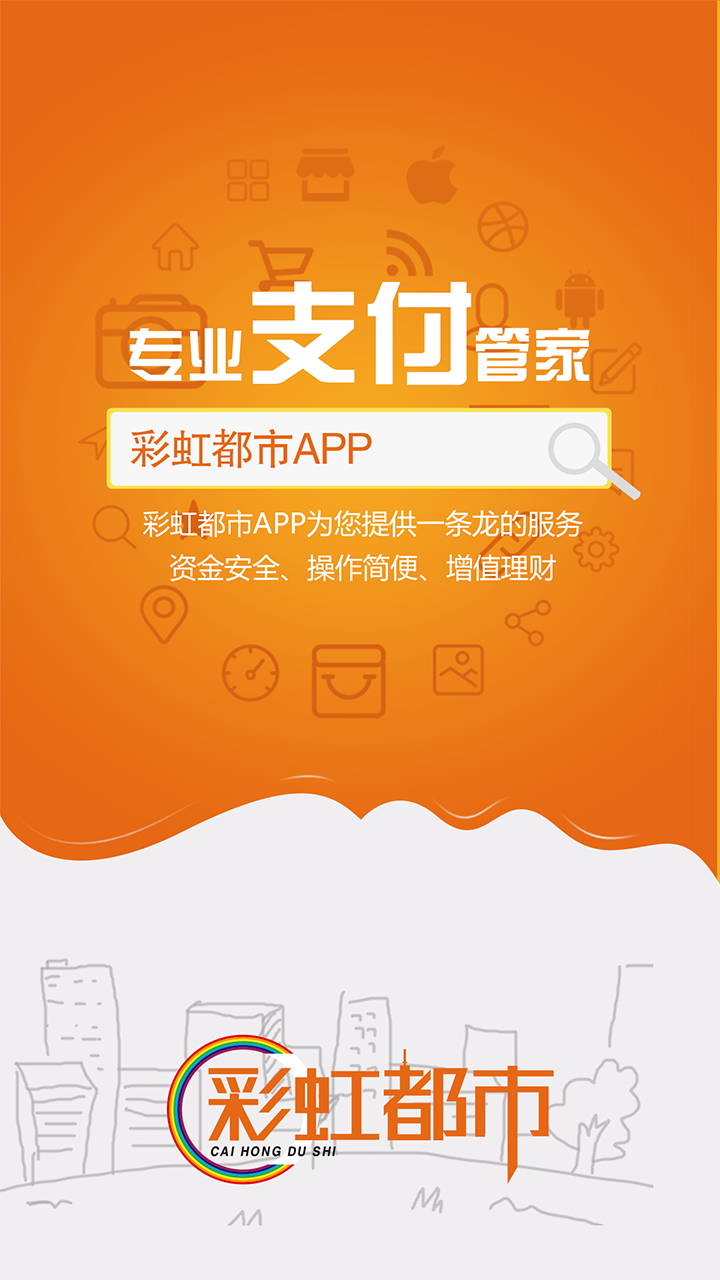 专业支付管家
彩虹都市APP
彩虹都市APP为您提供一条龙的服务
资金安全、操作简便、增值理财
彩虹都市
CAI HONG DU SHI